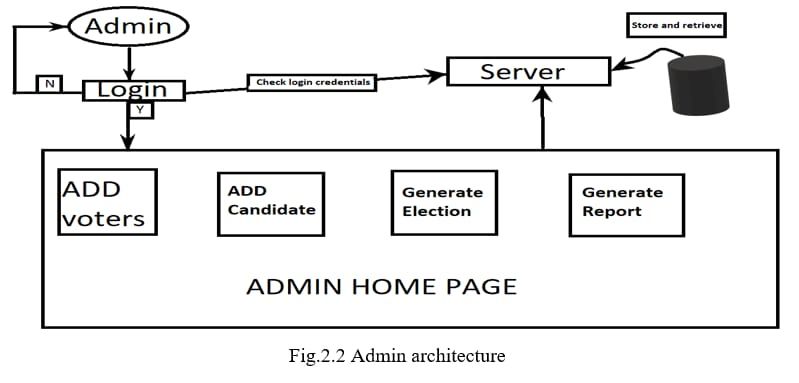 Admin
Store and retrieve
N
Login
Check login credentials
Server
Y
ADD
voters
ADD
Candidate
Generate
Election
Generate
Report
ADMIN HOME PAGE
Fig.2.2 Admin architecture